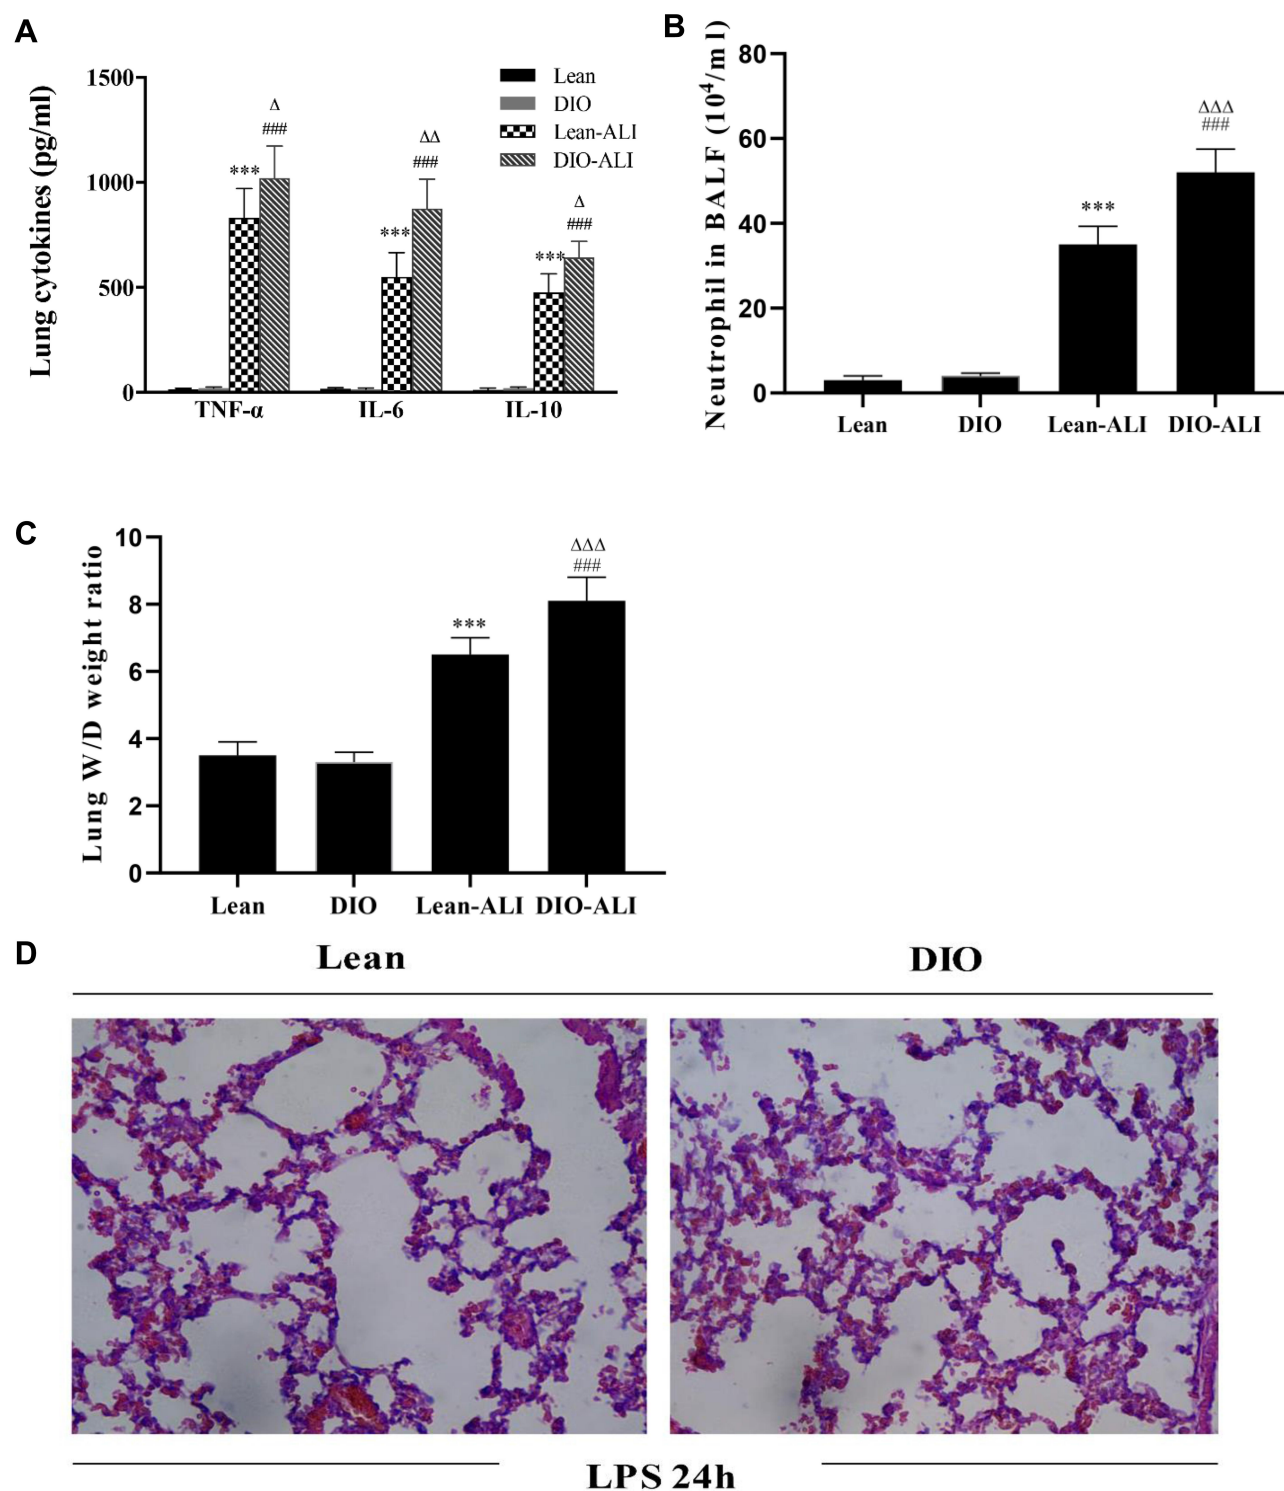 A
Lung cytokines (pg/ml)
1500
1000
500
0
Lean
DIO
Lean-ALI
DIO-ALI
***
Δ
###
***
ΔΔ
###
***
Δ
###
TNF-α IL-6 IL-10
B
Neutrophil in BALF (10⁴/ml)
80
60
40
20
0
***
ΔΔΔ
###
Lean DIO Lean-ALI DIO-ALI
C
Lung W/D weight ratio
10
8
6
4
2
0
***
ΔΔΔ
###
Lean DIO Lean-ALI DIO-ALI
D
Lean DIO
LPS 24h